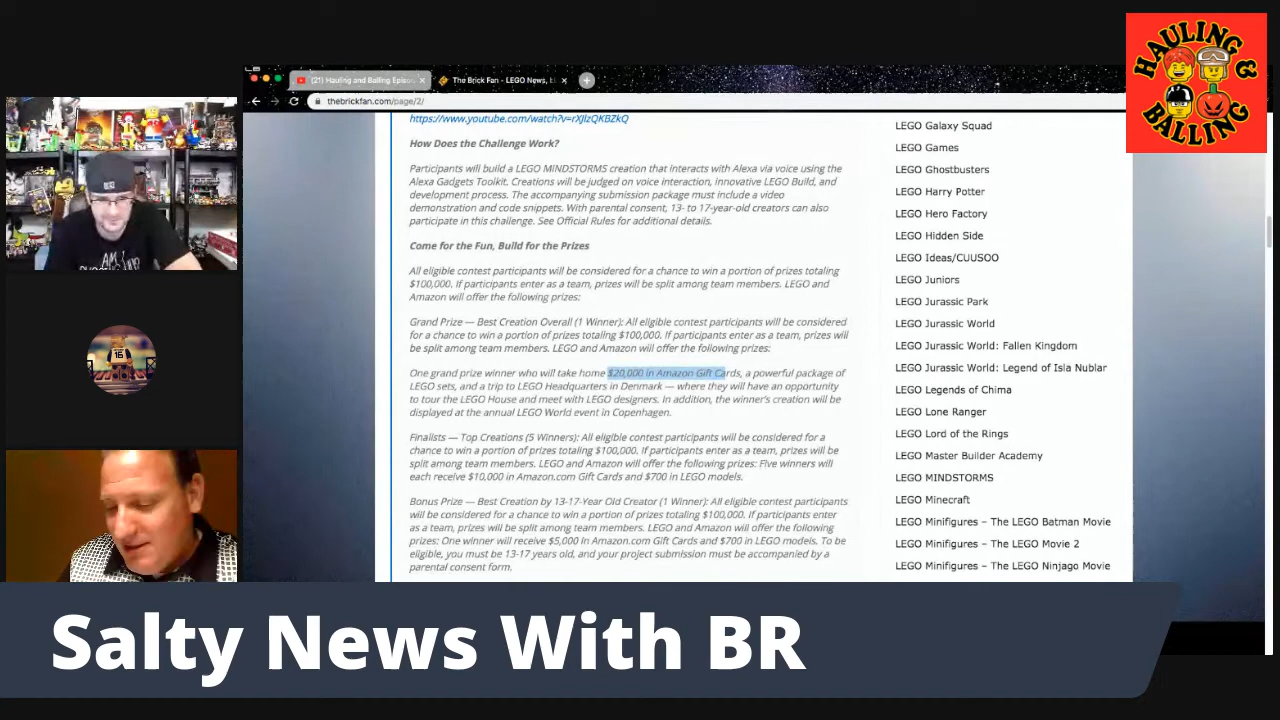 HAULING &
BALLING
(21) Hauling and Balling Episo
The Brick Fan - LEGO News,
thebrickfan.com/page/2/
https://www.youtube.com/watch?v=rXJlzQKBZkQ
How Does the Challenge Work?
Participants will build a LEGO MINDSTORMS creation that interacts with Alexa via voice using the
Alexa Gadgets Toolkit. Creations will be judged on voice interaction, innovative LEGO Build, and
development process. The accompanying submission package must include a video
demonstration and code snippets. With parental consent, 13- to 17-year-old creators can also
participate in this challenge. See Official Rules for additional details.
Come for the Fun, Build for the Prizes
All eligible contest participants will be considered for a chance to win a portion of prizes totaling
$100,000. If participants enter as a team, prizes will be split among team members. LEGO and
Amazon will offer the following prizes:
Grand Prize — Best Creation Overall (1 Winner): All eligible contest participants will be considered
for a chance to win a portion of prizes totaling $100,000. If participants enter as a team, prizes will
be split among team members. LEGO and Amazon will offer the following prizes:
One grand prize winner who will take home $20,000 in Amazon Gift Cards, a powerful package of
LEGO sets, and a trip to LEGO Headquarters in Denmark — where they will have an opportunity
to tour the LEGO House and meet with LEGO designers. In addition, the winner's creation will be
displayed at the annual LEGO World event in Copenhagen.
Finalists — Top Creations (5 Winners): All eligible contest participants will be considered for a
chance to win a portion of prizes totaling $100,000. If participants enter as a team, prizes will be
split among team members. LEGO and Amazon will offer the following prizes: Five winners will
each receive $10,000 in Amazon.com Gift Cards and $700 in LEGO models.
Bonus Prize — Best Creation by 13-17-Year Old Creator (1 Winner): All eligible contest participants
will be considered for a chance to win a portion of prizes totaling $100,000. If participants enter
as a team, prizes will be split among team members. LEGO and Amazon will offer the following
prizes: One winner will receive $5,000 in Amazon.com Gift Cards and $700 in LEGO models. To be
eligible, you must be 13-17 years old, and your project submission must be accompanied by a
parental consent form.
LEGO Galaxy Squad
LEGO Games
LEGO Ghostbusters
LEGO Harry Potter
LEGO Hero Factory
LEGO Hidden Side
LEGO Ideas/CUUSOO
LEGO Juniors
LEGO Jurassic Park
LEGO Jurassic World
LEGO Jurassic World: Fallen Kingdom
LEGO Jurassic World: Legend of Isla Nublar
LEGO Legends of China
LEGO Lone Ranger
LEGO Lord of the Rings
LEGO Master Builder Academy
LEGO MINDSTORMS
LEGO Minecraft
LEGO Minifigures – The LEGO Batman Movie
LEGO Minifigures – The LEGO Movie 2
LEGO Minifigures – The LEGO Ninjago Movie
16
Salty News With BR